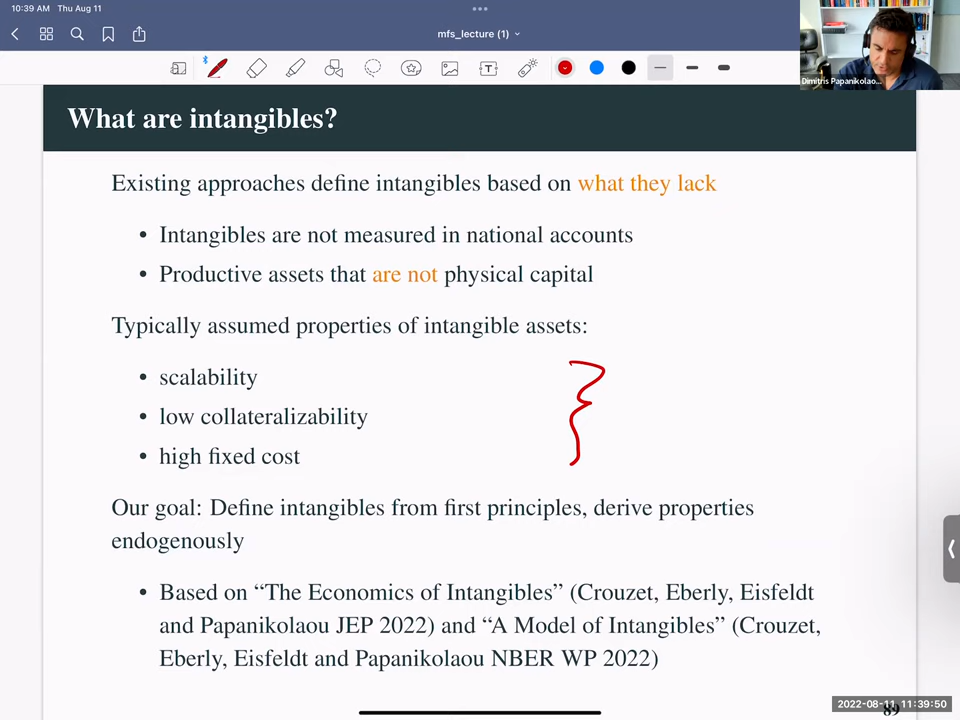 10:39 AM Thu Aug 11
mfs_lecture (1)
Dimitris Papanikolao...
What are intangibles?
Existing approaches define intangibles based on what they lack
• Intangibles are not measured in national accounts
• Productive assets that are not physical capital
Typically assumed properties of intangible assets:
• scalability
• low collateralizability
• high fixed cost
Our goal: Define intangibles from first principles, derive properties
endogenously
• Based on “The Economics of Intangibles” (Crouzet, Eberly, Eisfeldt
and Papanikolaou JEP 2022) and “A Model of Intangibles” (Crouzet,
Eberly, Eisfeldt and Papanikolaou NBER WP 2022)
2022-08-11 11:39:50
89